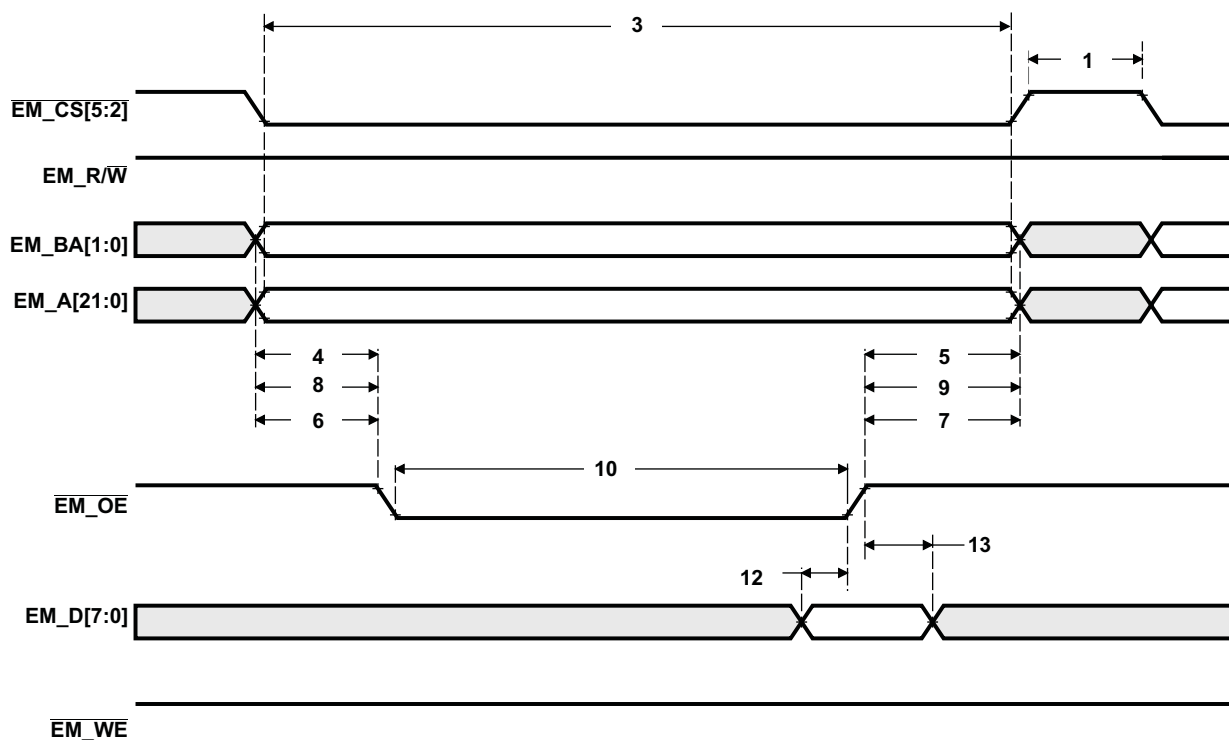 3
1
EM_CS[5:2]
EM_R/W
EM_BA[1:0]
EM_A[21:0]
4 5
8 9
6 7
10
EM_OE
13
12
EM_D[7:0]
EM_WE